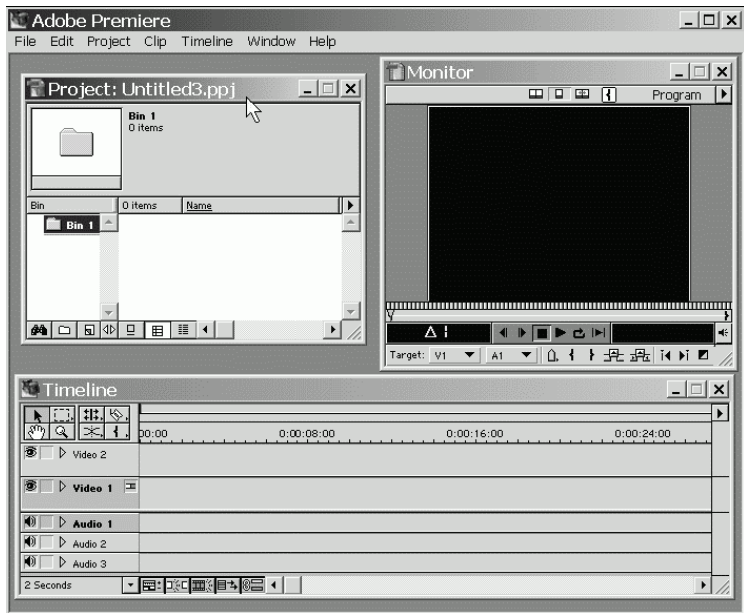 Adobe Premiere
File Edit Project Clip Timeline Window Help
Project: Untitled3.ppj
Bin 1
0 items
Bin 0 items Name
Bin 1
Monitor
Program
Target: V1 A1
Timeline
00:00 0:00:08:00 0:00:16:00 0:00:24:00
Video 2
Video 1
Audio 1
Audio 2
Audio 3
2 Seconds